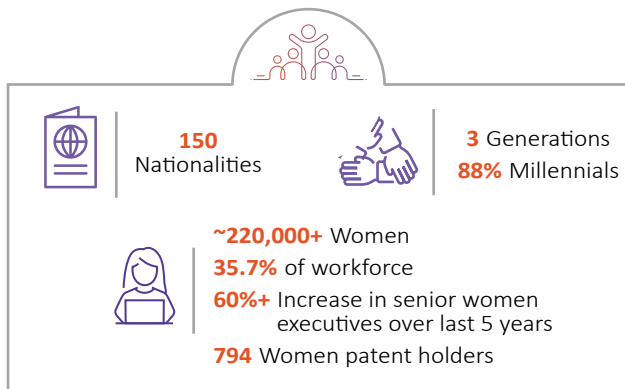 150
Nationalities
3 Generations
88% Millennials
~220,000+ Women
35.7% of workforce
60%+ Increase in senior women
executives over last 5 years
794 Women patent holders